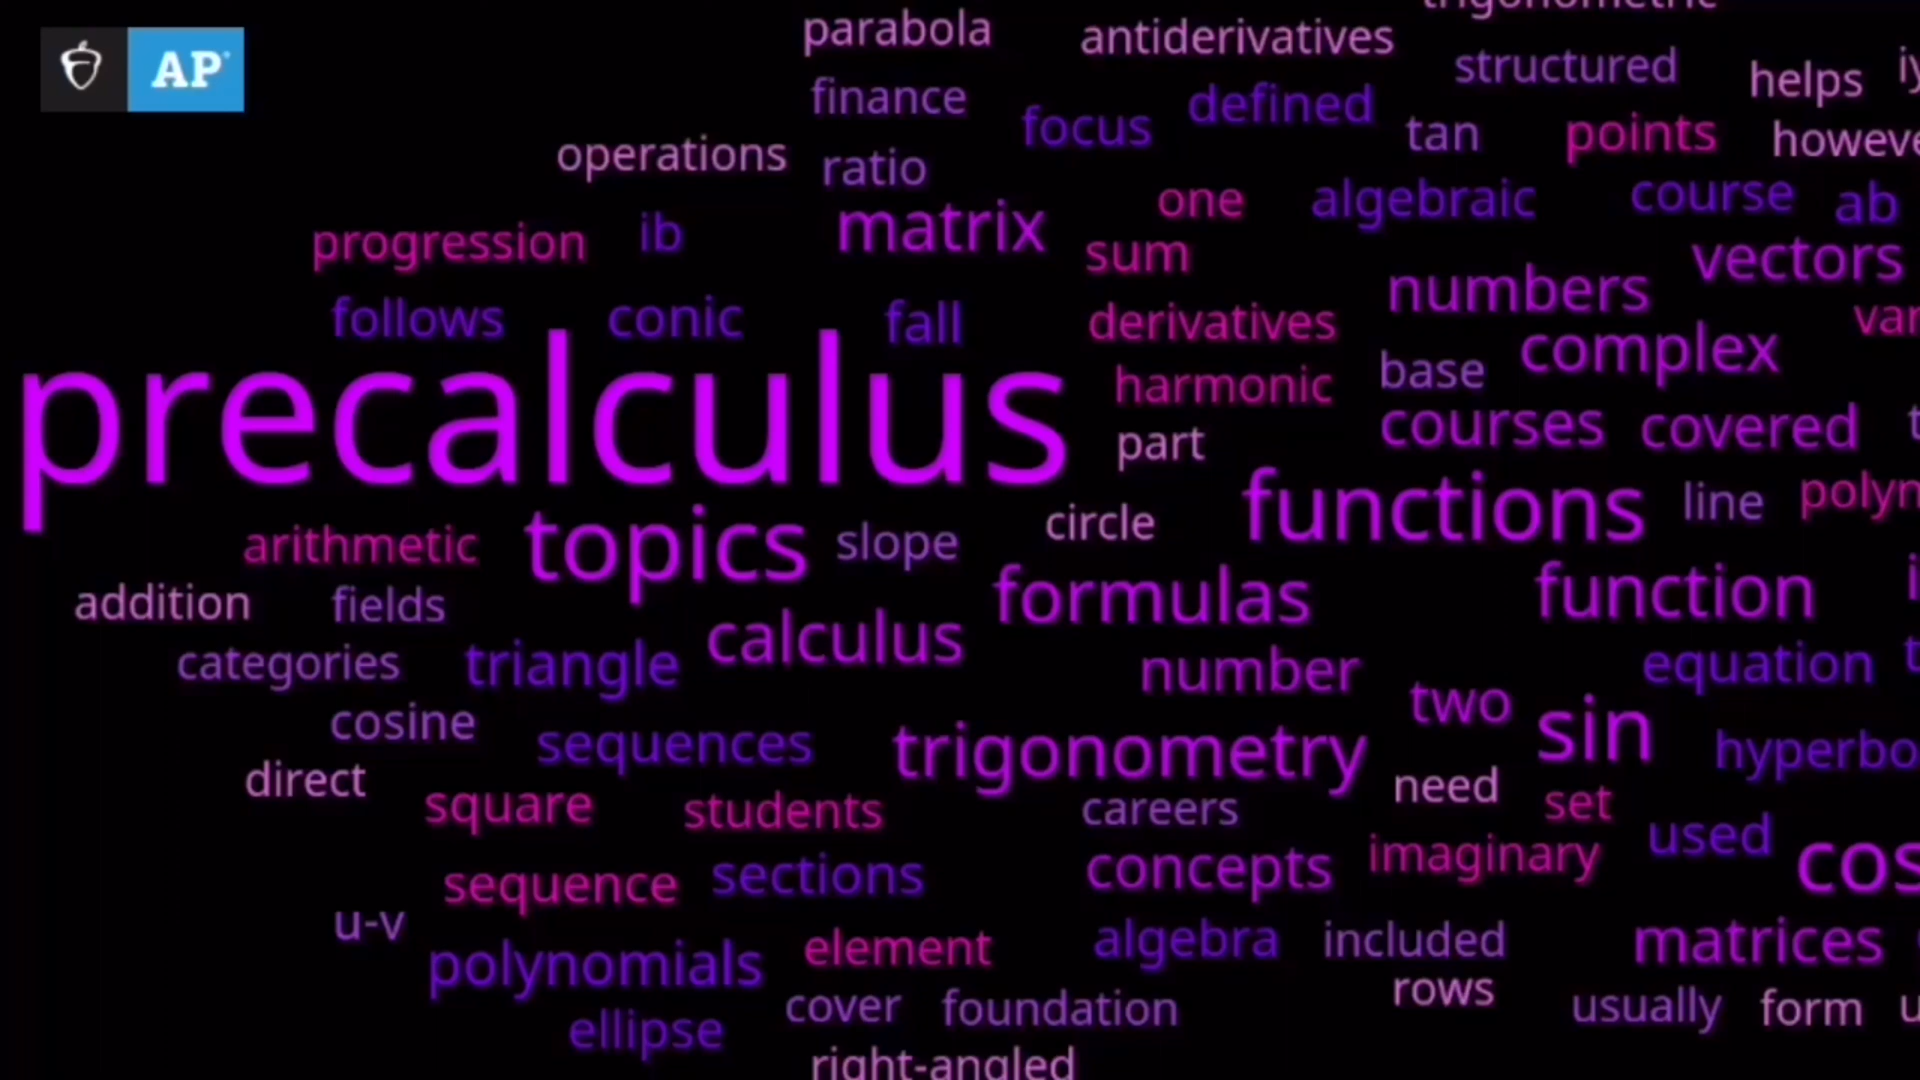 AP
trigonometric
parabola antiderivatives
structured helps
finance focus defined
tan points
operations ratio
one algebraic course ab
progression ib matrix sum
vectors
numbers
follows conic fall derivatives
complex
precalculus harmonic base
part courses covered
functions line
arithmetic topics slope circle
addition fields formulas function
categories triangle calculus number equation
cosine sequences trigonometry two sin
direct square students careers need set
used
sequence sections concepts imaginary cos
u-v polynomials element algebra included matrices
rows
ellipse cover foundation usually form
right-angled